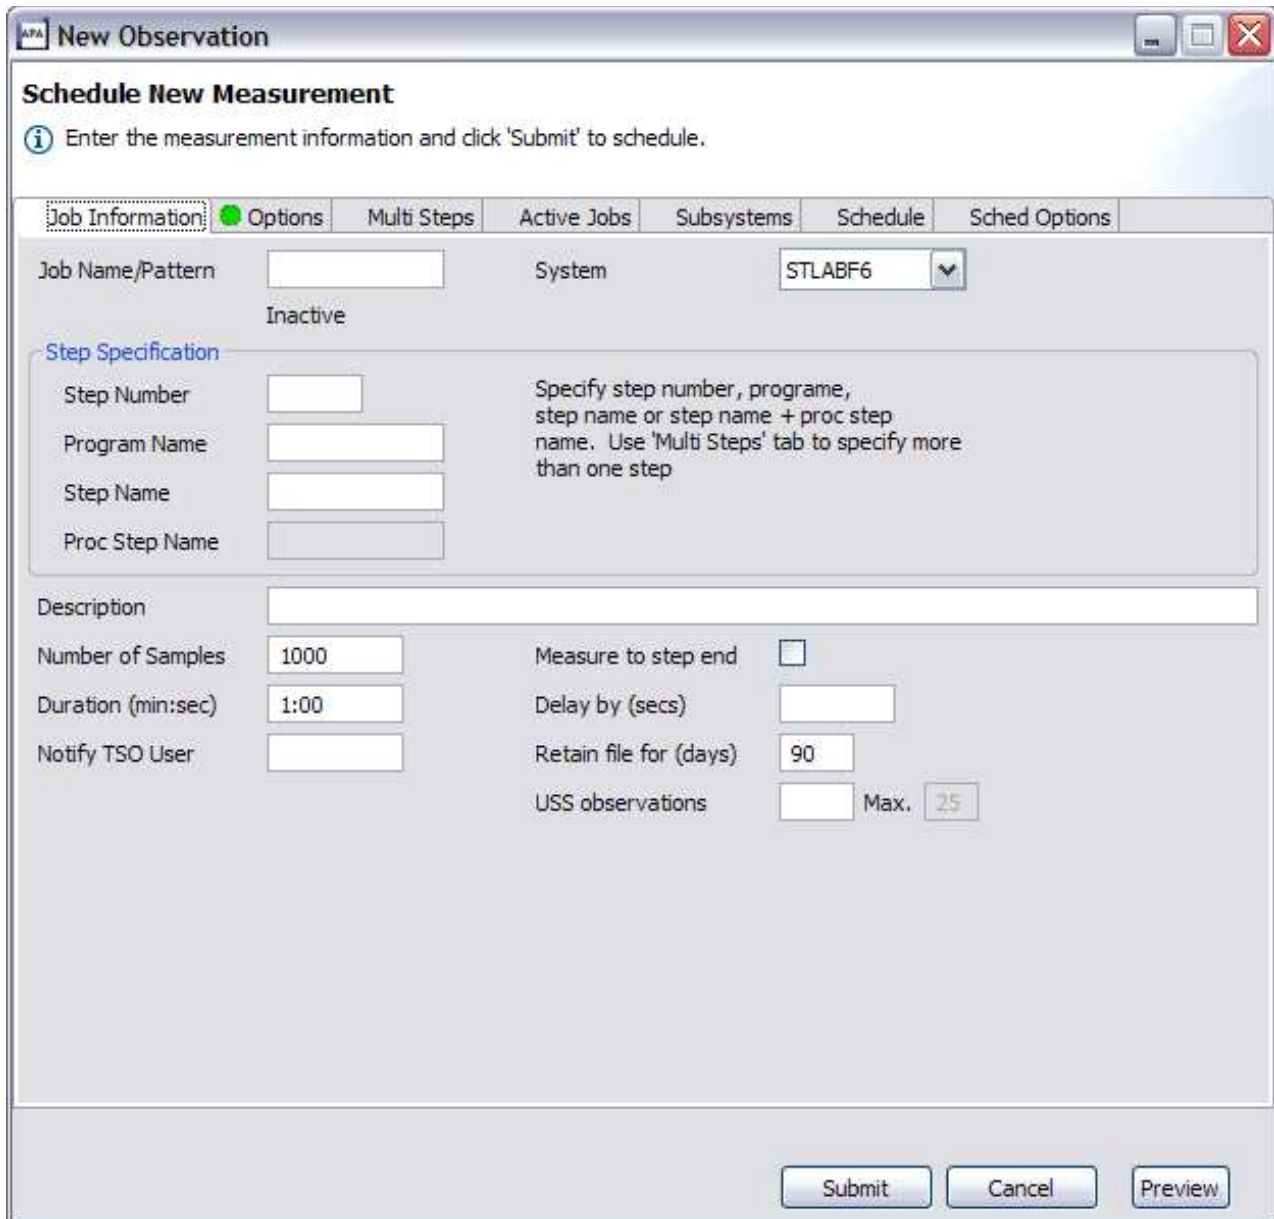 APA New Observation
Schedule New Measurement
Enter the measurement information and click 'Submit' to schedule.
Job Information Options Multi Steps Active Jobs Subsystems Schedule Sched Options
Job Name/Pattern System STLABF6
Inactive
Step Specification
Step Number
Program Name
Step Name
Proc Step Name
Specify step number, programe,
step name or step name + proc step
name. Use 'Multi Steps' tab to specify more
than one step
Description
Number of Samples 1000 Measure to step end
Duration (min:sec) 1:00 Delay by (secs)
Notify TSO User Retain file for (days) 90
USS observations Max. 25
Submit Cancel Preview